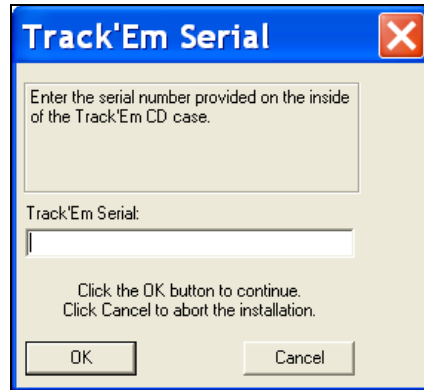 Track'Em Serial
Enter the serial number provided on the inside
of the Track'Em CD case.
Track'Em Serial:
Click the OK button to continue.
Click Cancel to abort the installation.
OK
Cancel